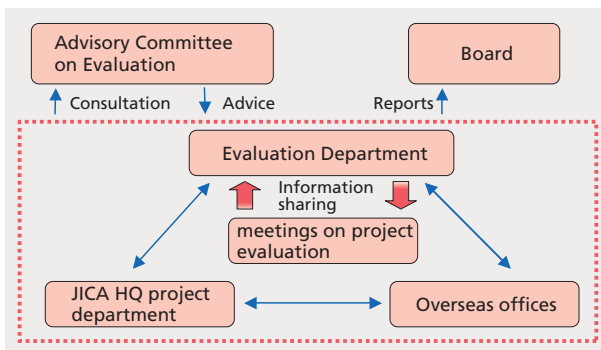 Advisory Committee
on Evaluation
Board
Consultation
Advice
Reports
Evaluation Department
Information
sharing
meetings on project
evaluation
JICA HQ project
department
Overseas offices